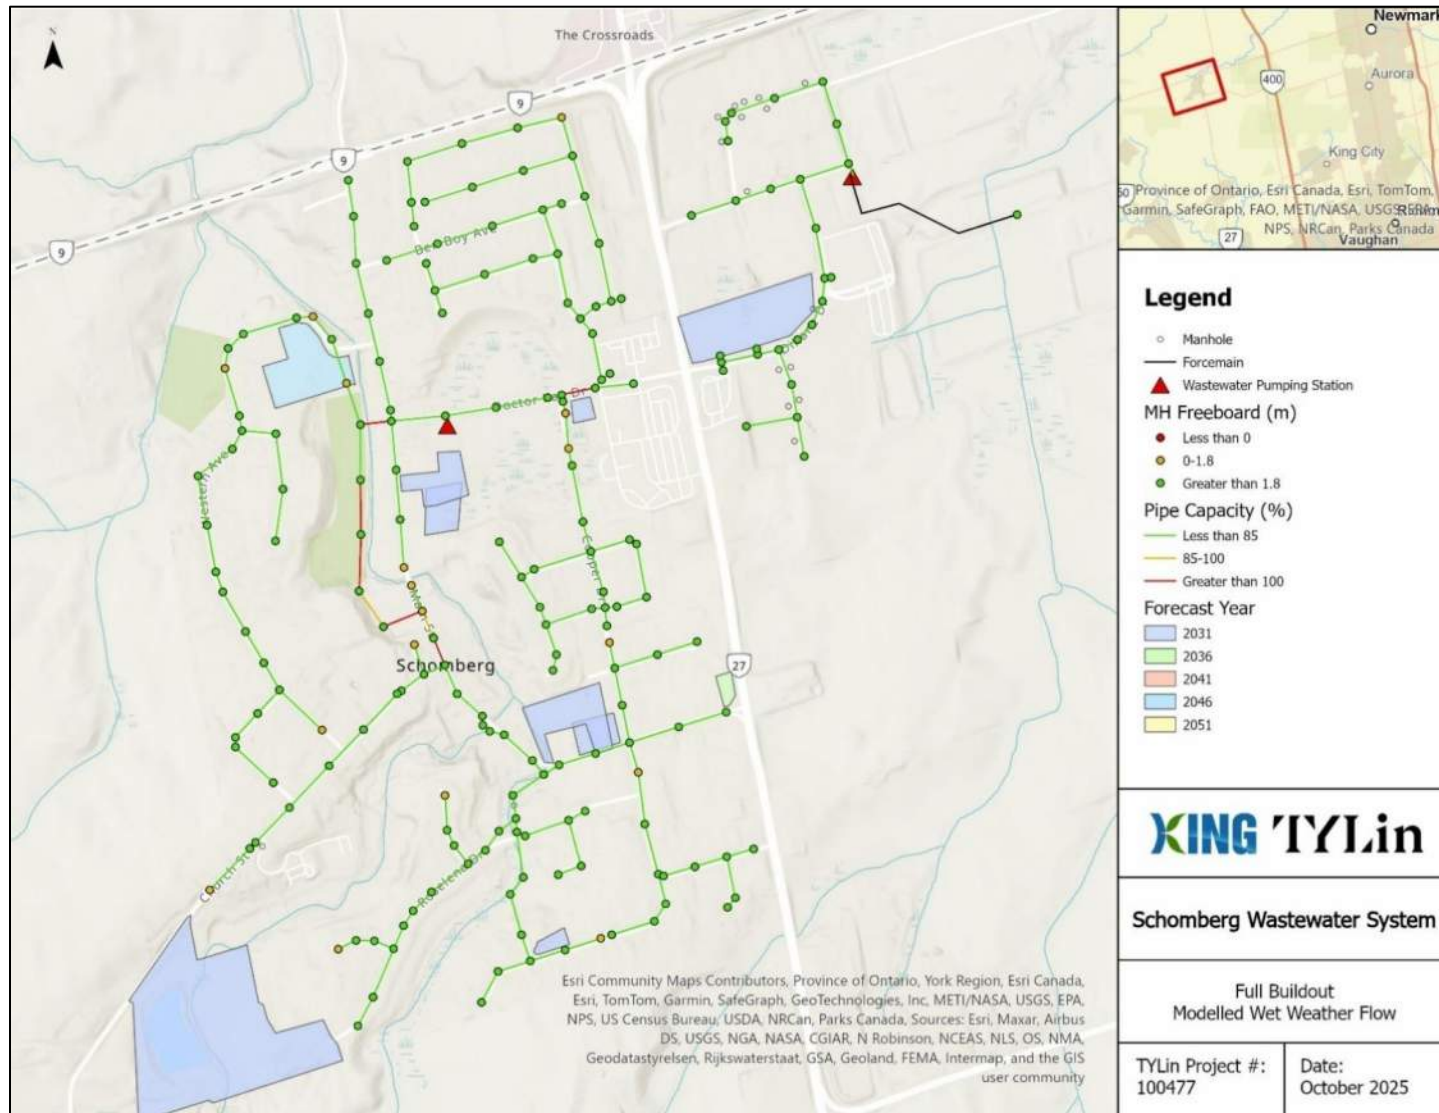 N
The Crossroads
9
9
9
Ben Boy Ave
Doctor Dr
Western Ave
Cooper Dr
Main S
Schomberg
27
Church St
Roselena Dr
Esri Community Maps Contributors, Province of Ontario, York Region, Esri Canada,
Esri, TomTom, Garmin, SafeGraph, GeoTechnologies, Inc, METI/NASA, USGS, EPA,
NPS, US Census Bureau, USDA, NRCan, Parks Canada, Sources: Esri, Maxar, Airbus
DS, USGS, NGA, NASA, CGIAR, N Robinson, NCEAS, NLS, OS, NMA,
Geodatastyrelsen, Rijkswaterstaat, GSA, Geoland, FEMA, Intermap, and the GIS
user community
Newmark
Aurora
400
King City
50
Province of Ontario, Esri Canada, Esri, TomTom,
Garmin, SafeGraph, FAO, METI/NASA, USGS, EPA,
NPS, NRCan, Parks Canada
27
Vaughan
Legend
Manhole
Forcemain
Wastewater Pumping Station
MH Freeboard (m)
Less than 0
0-1.8
Greater than 1.8
Pipe Capacity (%)
Less than 85
85-100
Greater than 100
Forecast Year
2031
2036
2041
2046
2051
KING TYLin
Schomberg Wastewater System
Full Buildout
Modelled Wet Weather Flow
TYLin Project #:
100477
Date:
October 2025